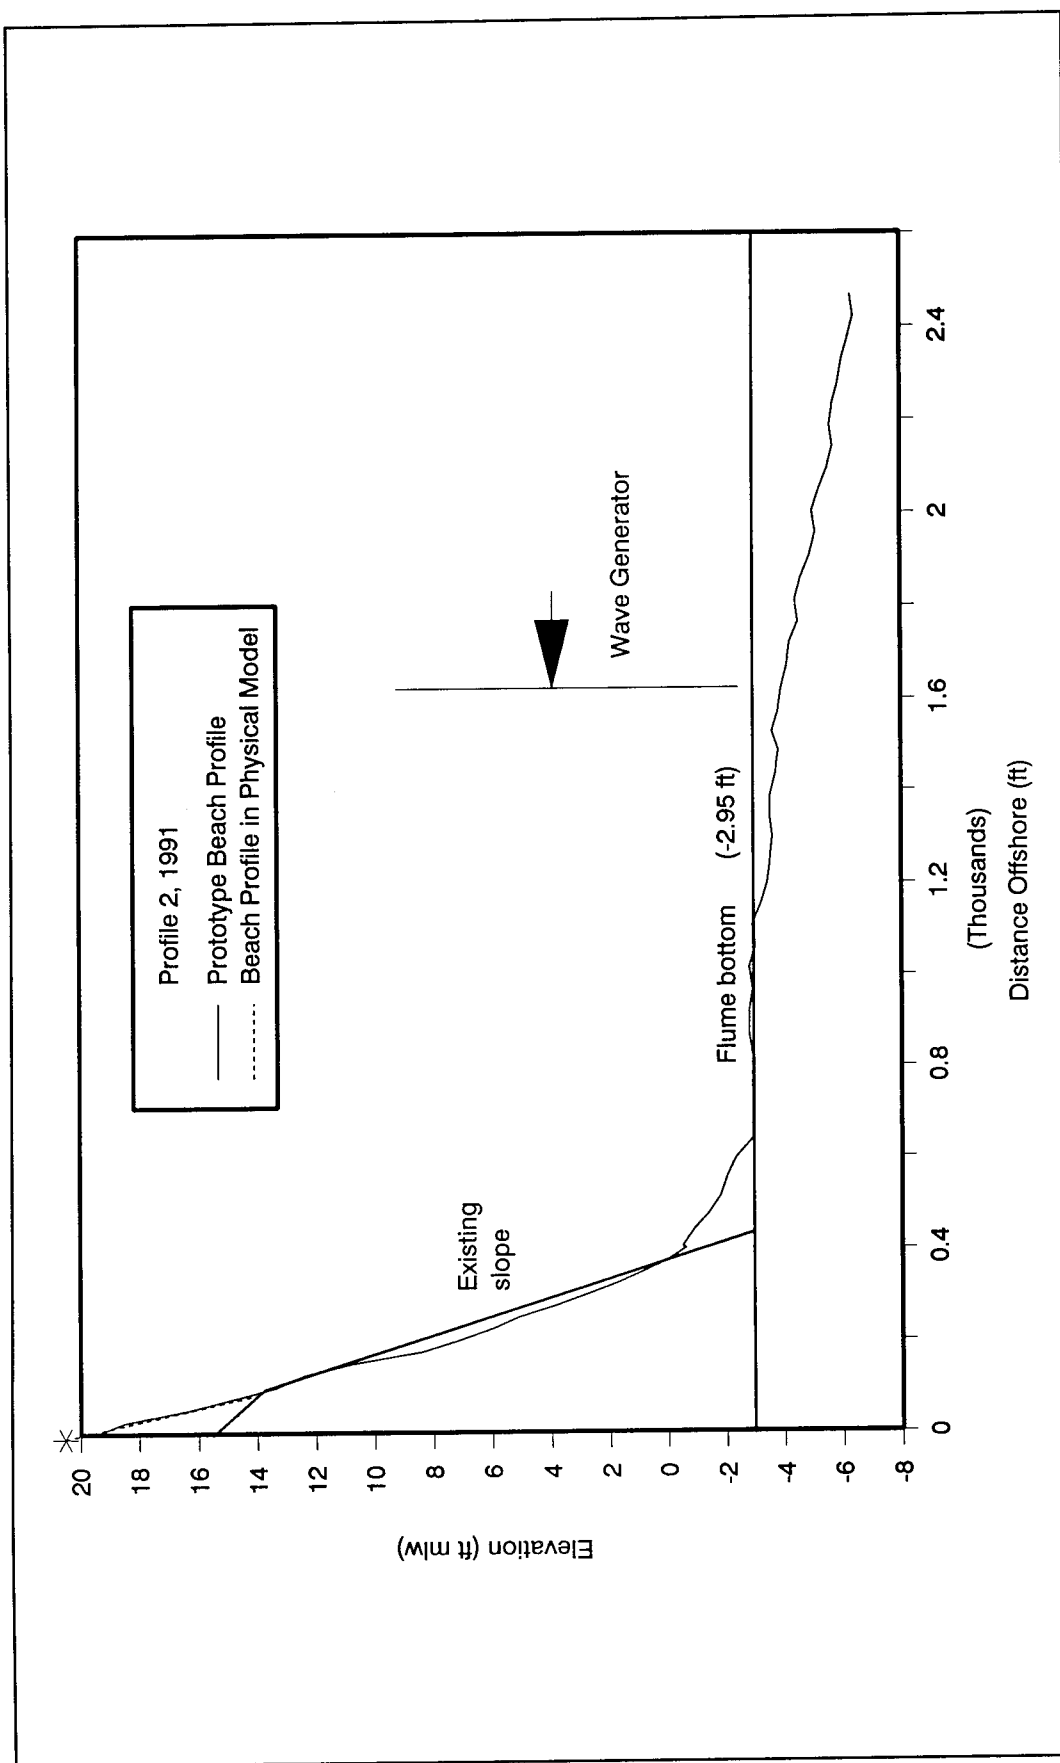 Profile 2, 1991
Prototype Beach Profile
Beach Profile in Physical Model
Existing
slope
Wave Generator
Flume bottom (-2.95 ft)
Elevation (ft mlw)
20
18
16
14
12
10
8
6
4
2
0
-2
-4
-6
-8
0 0.4 0.8 1.2 1.6 2 2.4
(Thousands)
Distance Offshore (ft)